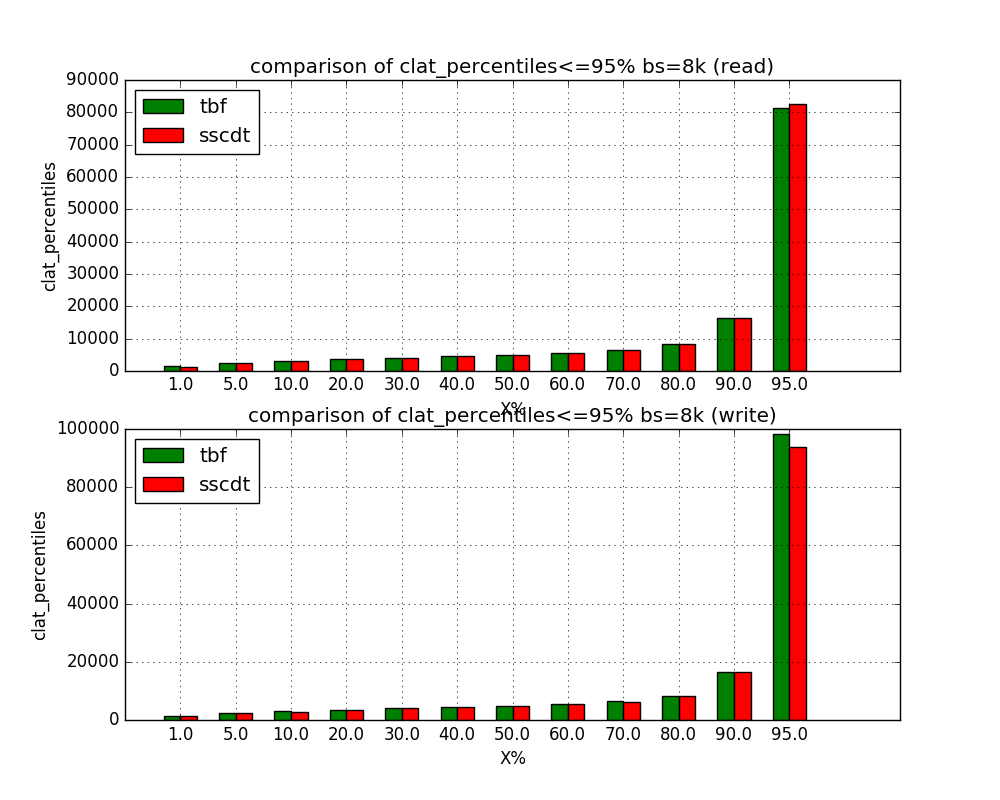 comparison of clat_percentiles<=95% bs=8k (read)
90000
80000
70000
60000
50000
40000
30000
20000
10000
0
clat_percentiles
tbf
sscdt
1.0 5.0 10.0 20.0 30.0 40.0 50.0 60.0 70.0 80.0 90.0 95.0
X%
comparison of clat_percentiles<=95% bs=8k (write)
100000
80000
60000
40000
20000
0
clat_percentiles
tbf
sscdt
1.0 5.0 10.0 20.0 30.0 40.0 50.0 60.0 70.0 80.0 90.0 95.0
X%